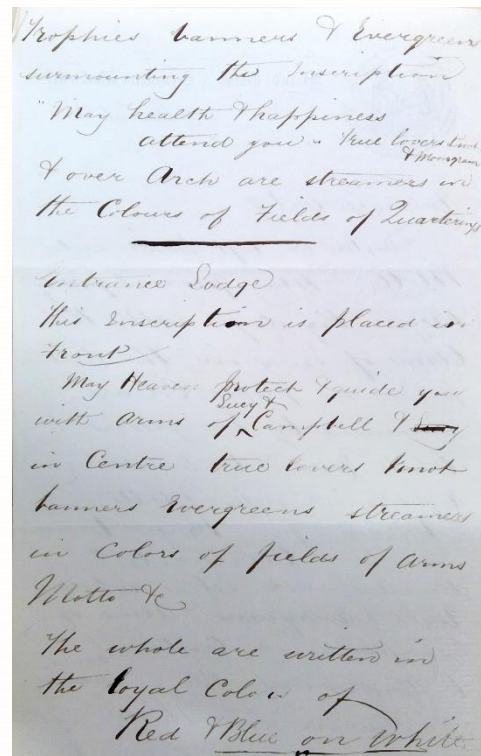 Trophies banners & Evergreens
surmounting the Inscription
"May health & happiness
attend you" True lovers Knot
& Monogram
& over Arch are streamers in
the Colours of Fields of Quarterings
Entrance Lodge
This Inscription is placed in
Front
May Heaven protect & guide you
Lucy &
with Arms of Campbell & Lucy
in Centre true lovers knot
banners Evergreens streamers
in Colors of fields of Arms
Motto &c
The whole are written in
the loyal Colors of
Red & Blue on White